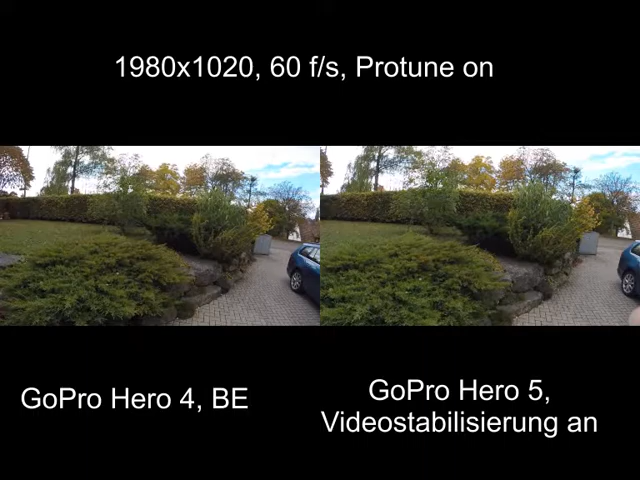 1980x1020, 60 f/s, Protune on
GoPro Hero 4, BE
GoPro Hero 5,
Videostabilisierung an